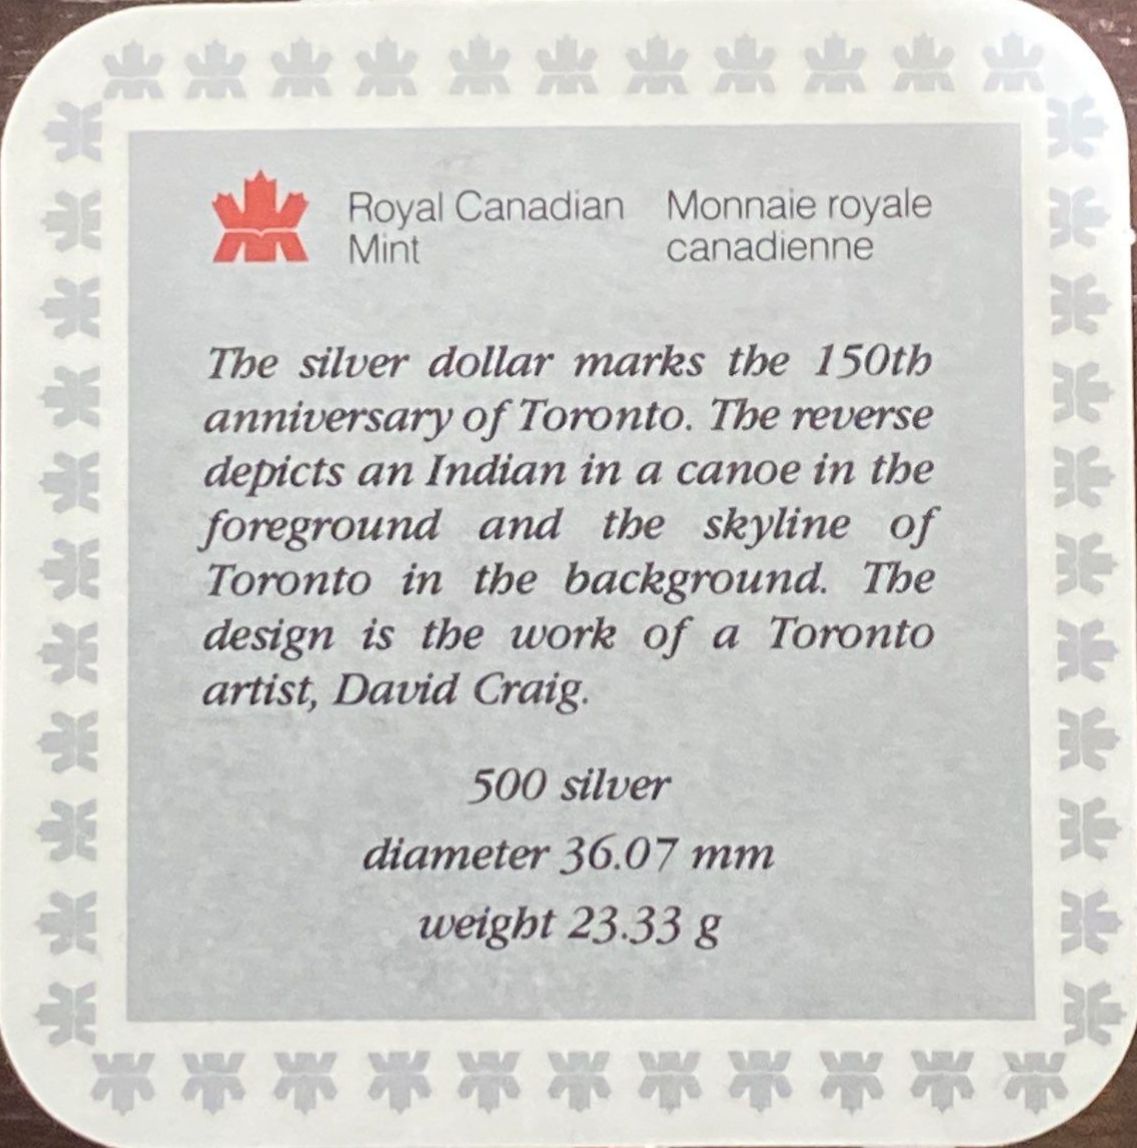 Royal Canadian Mint
Monnaie royale canadienne
The silver dollar marks the 150th
anniversary of Toronto. The reverse
depicts an Indian in a canoe in the
foreground and the skyline of
Toronto in the background. The
design is the work of a Toronto
artist, David Craig.
500 silver
diameter 36.07 mm
weight 23.33 g